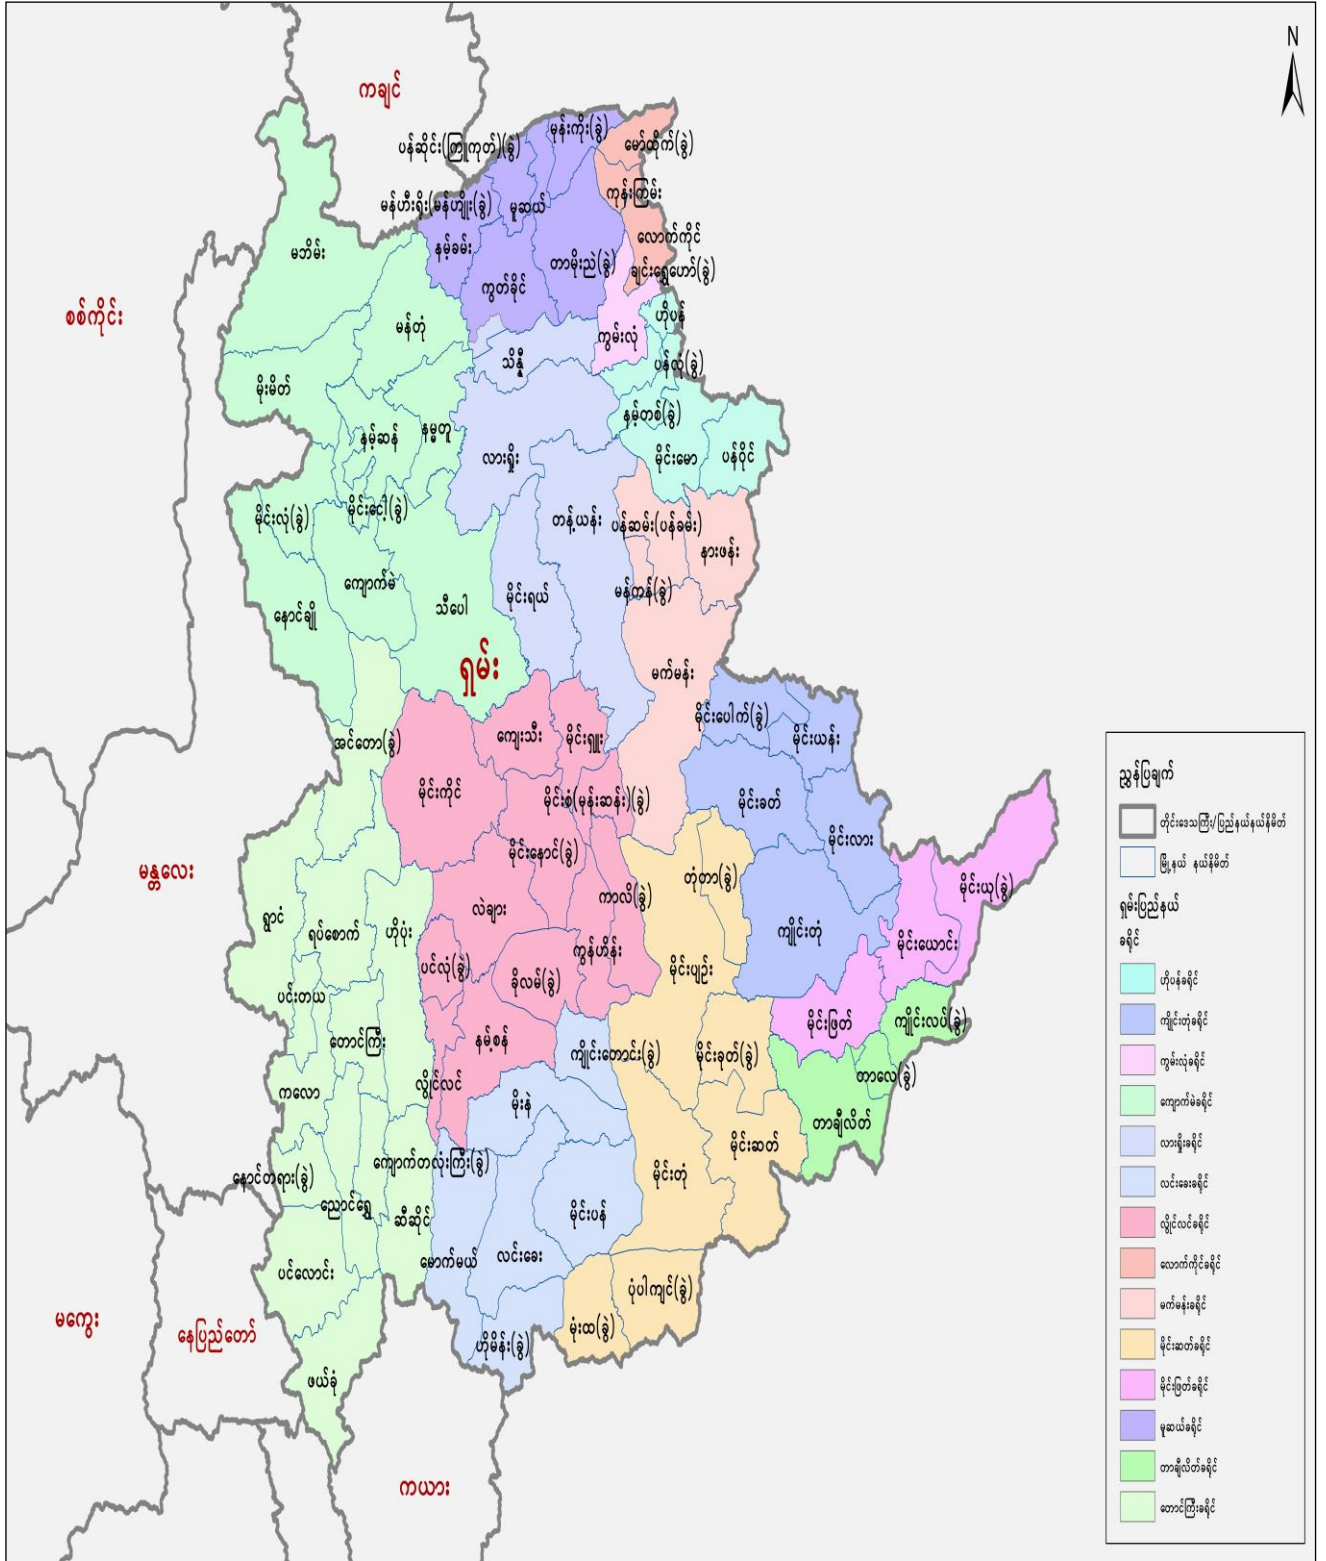 N
ကချင်
မုန်းကိုး(ခွဲ)
မော်ထိုက်(ခွဲ)
ပန်ဆိုင်း(ကြူကုတ်)(ခွဲ)
ကုန်းကြမ်း
မန်ဟီးရိုး(မန်ဟျိုး)(ခွဲ)
မူဆယ်
လောက်ကိုင်
မဘိမ်း
နမ့်ခမ်း
တာမိုးညဲ(ခွဲ)
ချင်းရွှေဟော်(ခွဲ)
ကွတ်ခိုင်
ဟိုပန်
စစ်ကိုင်း
မန်တုံ
ကွမ်းလုံ
သိန္နီ
ပန်လုံ(ခွဲ)
မိုးမိတ်
နမ့်တစ်(ခွဲ)
နမ့်ဆန်
နမ္မတူ
လားရှိုး
မိုင်းမော
ပန်ဝိုင်
မိုင်းလုံ(ခွဲ)
မိုင်းငေါ့(ခွဲ)
တန့်ယန်း
ပန်ဆမ်း(ပန်ခမ်း)
နားဖန်း
ကျောက်မဲ
မိုင်းရယ်
မန်ကန်(ခွဲ)
နောင်ချို
သီပေါ
ရှမ်း
မက်မန်း
မိုင်းပေါက်(ခွဲ)
အင်တော(ခွဲ)
ကျေးသီး
မိုင်းရှူး
မိုင်းယန်း
မိုင်းကိုင်
မိုင်းစံ(မုန်းဆန်း)(ခွဲ)
မိုင်းခတ်
မိုင်းလား
မိုင်းနောင်(ခွဲ)
မန္တလေး
တုံတာ(ခွဲ)
မိုင်းယု(ခွဲ)
ရွာငံ
ရပ်စောက်
ဟိုပုံး
လဲချား
ကာလိ(ခွဲ)
ကျိုင်းတုံ
မိုင်းယောင်း
ပင်လုံ(ခွဲ)
ခိုလမ်(ခွဲ)
ကွန်ဟိန်း
မိုင်းပျဉ်း
ပင်းတယ
တောင်ကြီး
နမ့်စန်
မိုင်းဖြတ်
ကျိုင်းလပ်(ခွဲ)
ကျိုင်းတောင်း(ခွဲ)
မိုင်းခုတ်(ခွဲ)
တာလေ(ခွဲ)
ကလော
လွိုင်လင်
မိုးနဲ
တာချီလိတ်
မိုင်းဆတ်
ကျောက်တလုံးကြီး(ခွဲ)
နောင်တရား(ခွဲ)
မိုင်းတုံ
ညောင်ရွှေ
ဆီဆိုင်
မိုင်းပန်
ပင်လောင်း
မောက်မယ်
လင်းခေး
ပုံပါကျင်(ခွဲ)
မကွေး
နေပြည်တော်
မုံးထ(ခွဲ)
ဟိုမိန်း(ခွဲ)
ဖယ်ခုံ
ကယား
ညွှန်ပြချက်
တိုင်းဒေသကြီး/ပြည်နယ်နယ်နိမိတ်
မြို့နယ် နယ်နိမိတ်
ရှမ်းပြည်နယ်
ခရိုင်
ဟိုပန်ခရိုင်
ကျိုင်းတုံခရိုင်
ကွမ်းလုံခရိုင်
ကျောက်မဲခရိုင်
လားရှိုးခရိုင်
လင်းခေးခရိုင်
လွိုင်လင်ခရိုင်
လောက်ကိုင်ခရိုင်
မက်မန်းခရိုင်
မိုင်းဆတ်ခရိုင်
မိုင်းဖြတ်ခရိုင်
မူဆယ်ခရိုင်
တာချီလိတ်ခရိုင်
တောင်ကြီးခရိုင်